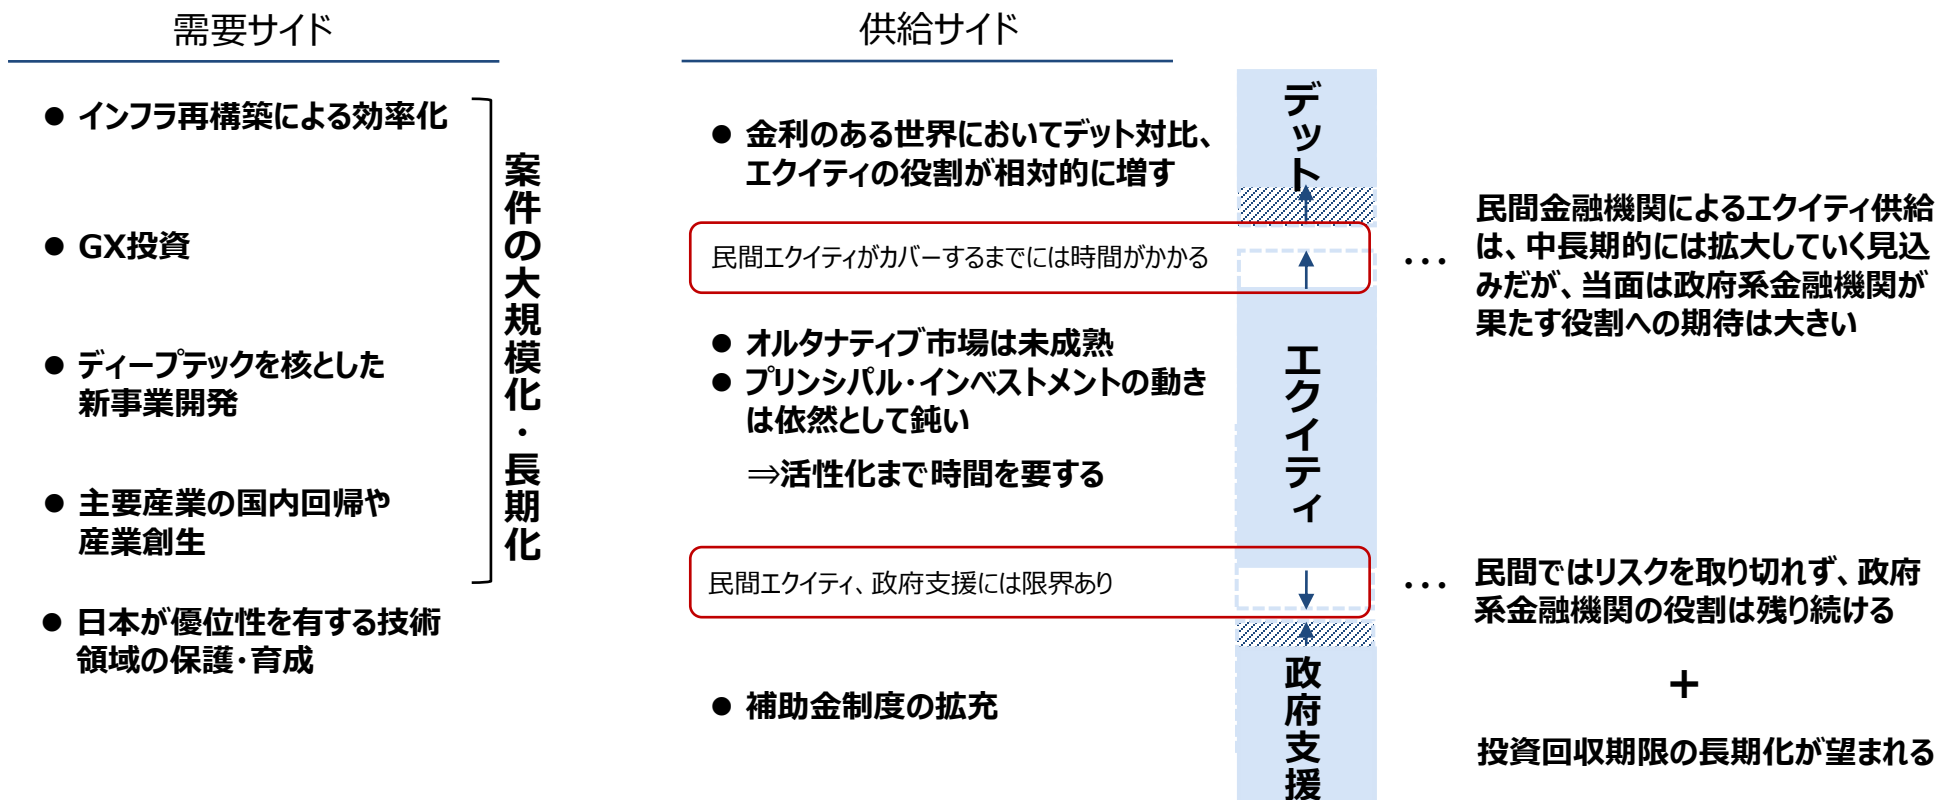 需要サイド
● インフラ再構築による効率化
● GX投資
● ディープテックを核とした
新事業開発
● 主要産業の国内回帰や
産業創生
● 日本が優位性を有する技術
領域の保護・育成
案件の大規模化・長期化
供給サイド
● 金利のある世界においてデット対比、
エクイティの役割が相対的に増す
民間エクイティがカバーするまでには時間がかかる
● オルタナティブ市場は未成熟
● プリンシパル・インベストメントの動き
は依然として鈍い
⇒活性化まで時間を要する
民間エクイティ、政府支援には限界あり
● 補助金制度の拡充
デット
エクイティ
政府支援
…
民間金融機関によるエクイティ供給
は、中長期的には拡大していく見込
みだが、当面は政府系金融機関が
果たす役割への期待は大きい
…
民間ではリスクを取り切れず、政府
系金融機関の役割は残り続ける
＋
投資回収期限の長期化が望まれる